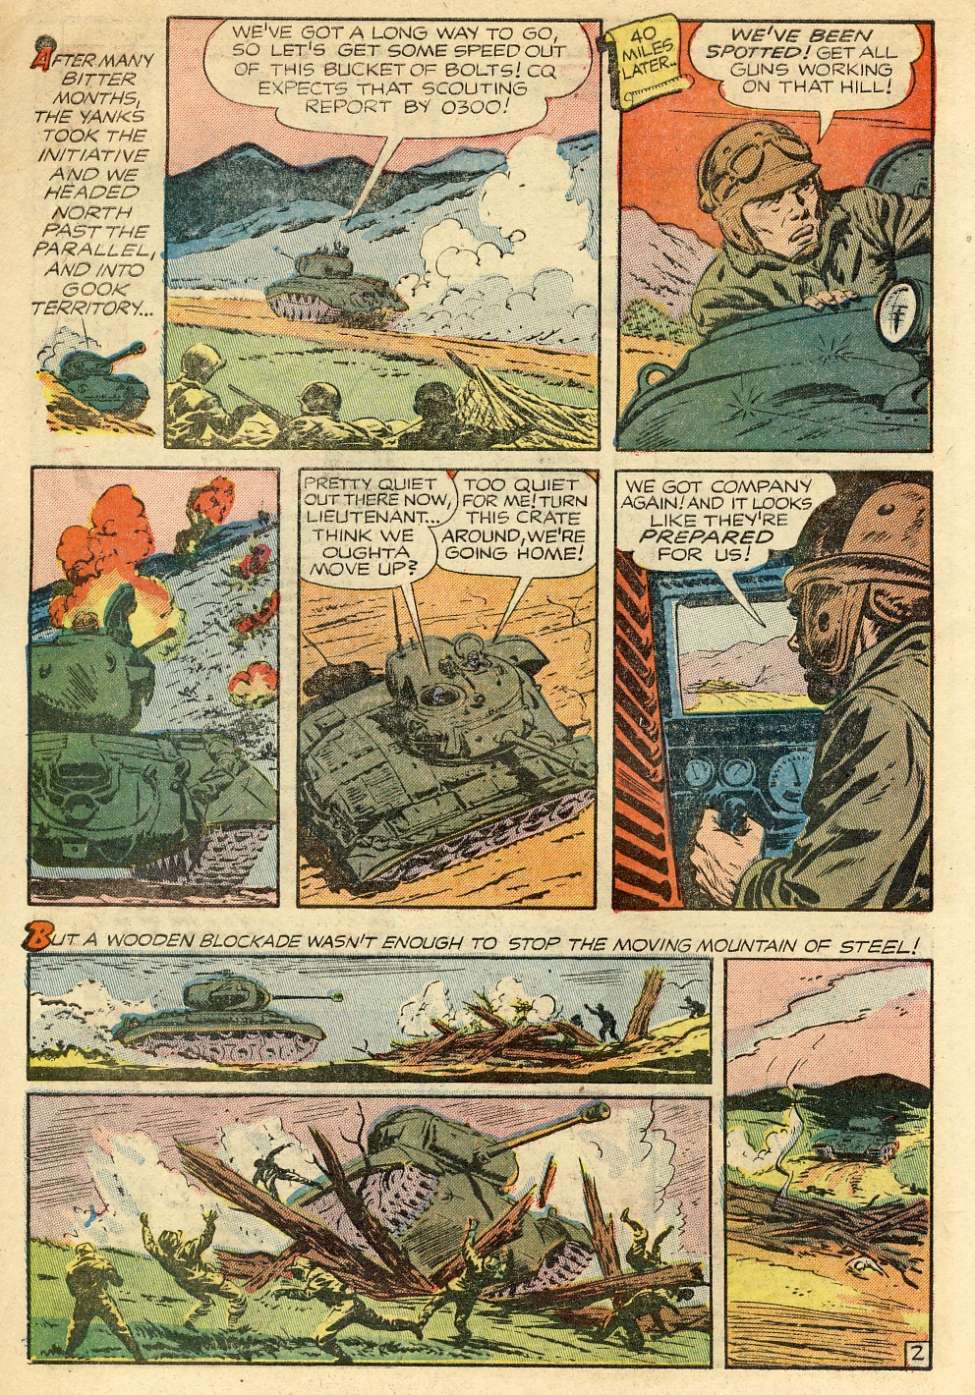 AFTER MANY
BITTER
MONTHS,
THE YANKS
TOOK THE
INITIATIVE
AND WE
HEADED
NORTH
PAST THE
PARALLEL,
AND INTO
GOOK
TERRITORY...
WE'VE GOT A LONG WAY TO GO,
SO LET'S GET SOME SPEED OUT
OF THIS BUCKET OF BOLTS! CQ
EXPECTS THAT SCOUTING
REPORT BY 0300!
40
MILES
LATER..
WE'VE BEEN
SPOTTED! GET ALL
GUNS WORKING
ON THAT HILL!
PRETTY QUIET
OUT THERE NOW,
LIEUTENANT...
THINK WE
OUGHTA
MOVE UP?
TOO QUIET
FOR ME! TURN
THIS CRATE
AROUND, WE'RE
GOING HOME!
WE GOT COMPANY
AGAIN! AND IT LOOKS
LIKE THEY'RE
PREPARED
FOR US!
BUT A WOODEN BLOCKADE WASN'T ENOUGH TO STOP THE MOVING MOUNTAIN OF STEEL!
2